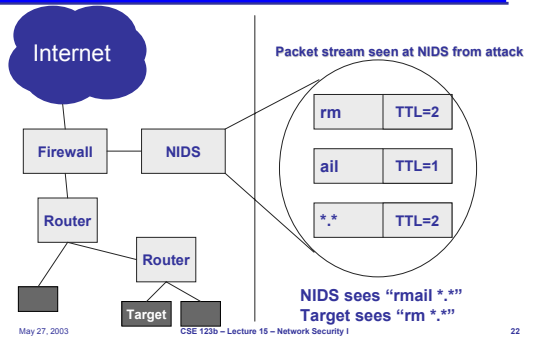 Internet
Packet stream seen at NIDS from attack
rm TTL=2
Firewall NIDS
ail TTL=1
Router
*.* TTL=2
Router
NIDS sees “rmail *.*”
Target sees “rm *.*”
Target
May 27, 2003 CSE 123b – Lecture 15 – Network Security I 22